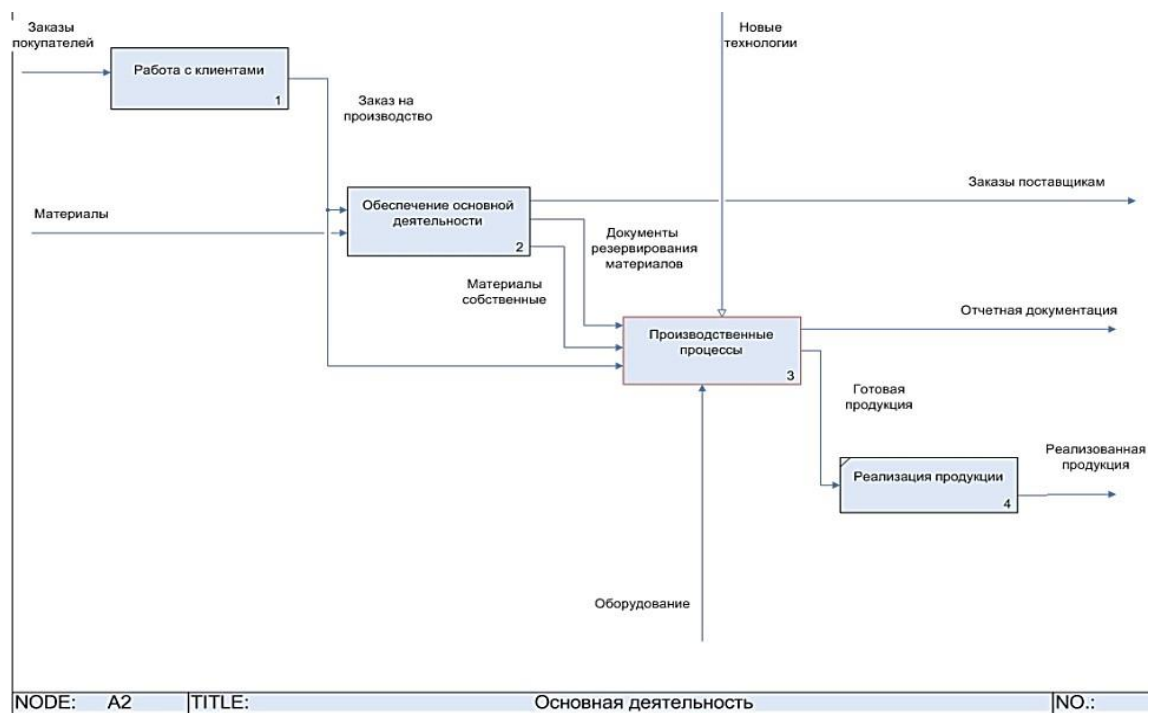 Заказы
покупателей
Новые
технологии
Работа с клиентами
1
Заказ на
производство
Заказы поставщикам
Обеспечение основной
деятельности
2
Материалы
Документы
резервирования
материалов
Материалы
собственные
Отчетная документация
Производственные
процессы
3
Готовая
продукция
Реализованная
продукция
Реализация продукции
4
Оборудование
NODE: A2 TITLE: Основная деятельность NO.: